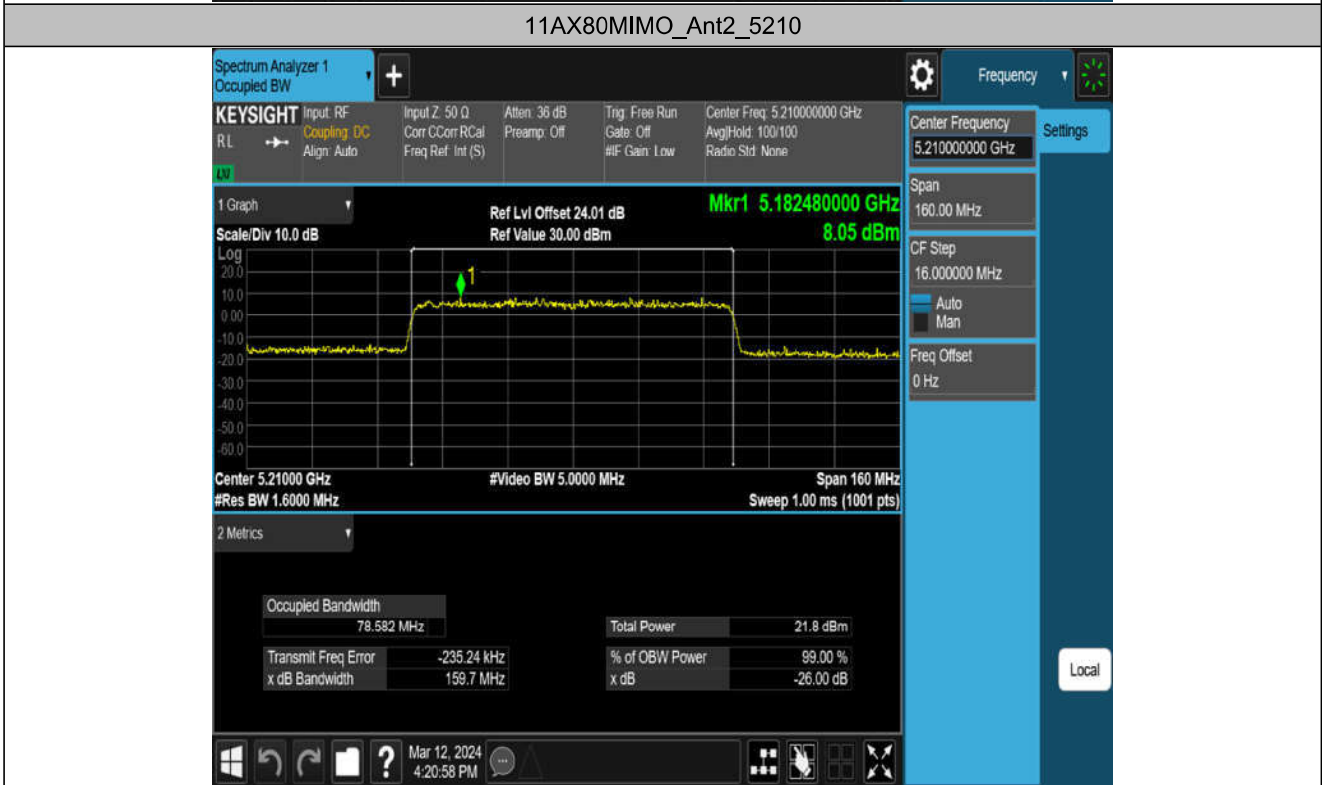 11AX80MIMO_Ant2_5210
Spectrum Analyzer 1
Occupied BW
+
Frequency
KEYSIGHT
RL
LXI
Input: RF
Coupling: DC
Align: Auto
Input Z: 50 Ω
Corr CCorr RCal
Freq Ref: Int (S)
Atten: 36 dB
Preamp: Off
Trig: Free Run
Gate: Off
#IF Gain: Low
Center Freq: 5.210000000 GHz
Avg|Hold: 100/100
Radio Std: None
Center Frequency
5.210000000 GHz
Settings
Span
160.00 MHz
CF Step
16.000000 MHz
Auto
Man
Freq Offset
0 Hz
Local
1 Graph
Scale/Div 10.0 dB
Ref Lvl Offset 24.01 dB
Ref Value 30.00 dBm
Mkr1 5.182480000 GHz
8.05 dBm
Log
20.0
10.0
0.00
-10.0
-20.0
-30.0
-40.0
-50.0
-60.0
1
Center 5.21000 GHz
#Res BW 1.6000 MHz
#Video BW 5.0000 MHz
Span 160 MHz
Sweep 1.00 ms (1001 pts)
2 Metrics
Occupied Bandwidth
78.582 MHz
Total Power 21.8 dBm
Transmit Freq Error -235.24 kHz
% of OBW Power 99.00 %
x dB Bandwidth 159.7 MHz
x dB -26.00 dB
?
Mar 12, 2024
4:20:58 PM